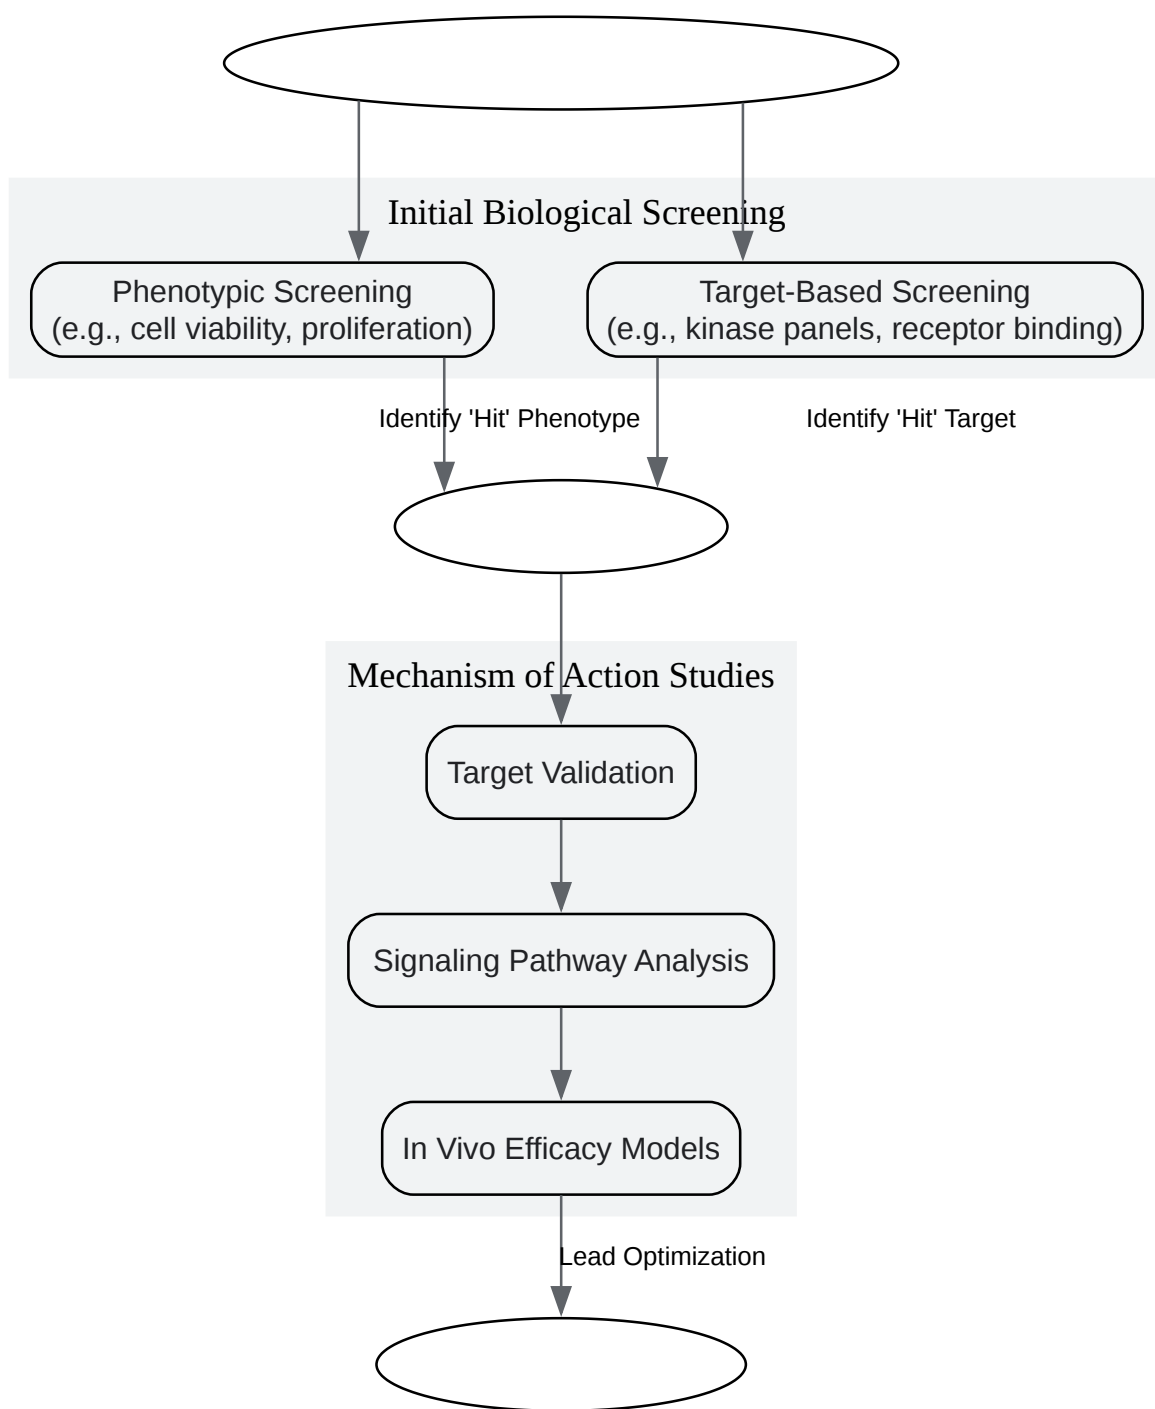 Initial Biological Screening
Phenotypic Screening
(e.g., cell viability, proliferation)
Target-Based Screening
(e.g., kinase panels, receptor binding)
Identify 'Hit' Phenotype
Identify 'Hit' Target
Mechanism of Action Studies
Target Validation
Signaling Pathway Analysis
In Vivo Efficacy Models
Lead Optimization